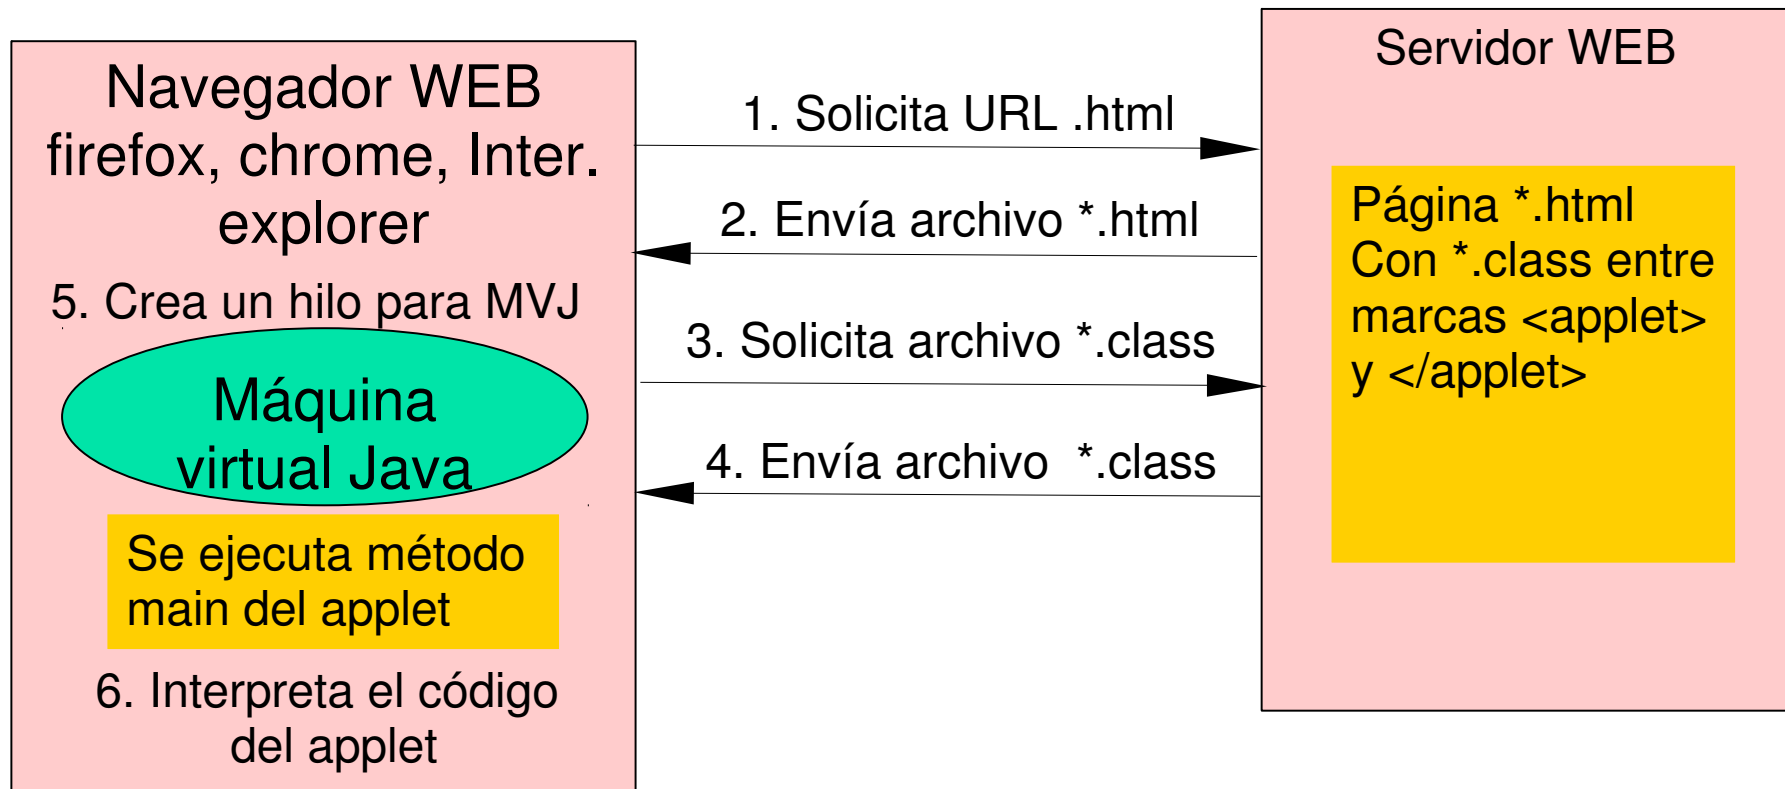 Navegador WEB
firefox, chrome, Inter.
explorer
5. Crea un hilo para MVJ
Máquina
virtual Java
Se ejecuta método
main del applet
6. Interpreta el código
del applet
1. Solicita URL .html
2. Envía archivo *.html
3. Solicita archivo *.class
4. Envía archivo  *.class
Servidor WEB
Página *.html
Con *.class entre
marcas <applet>
y </applet>